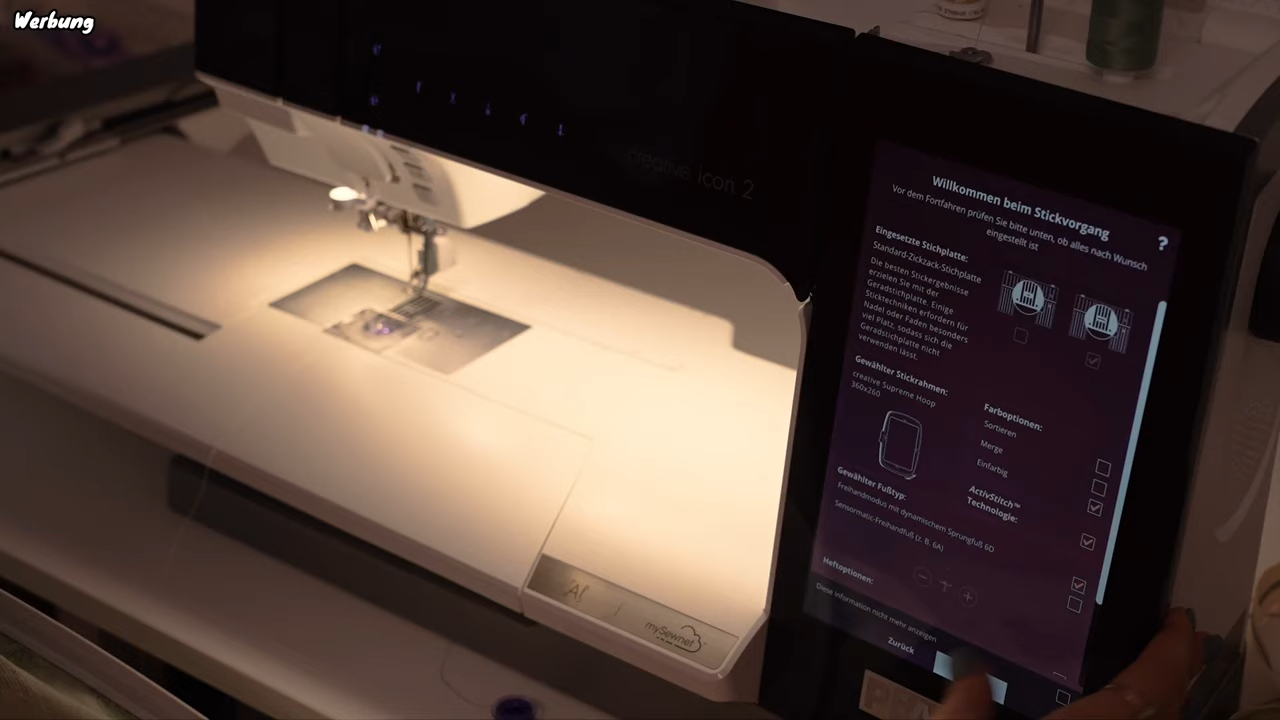 Werbung
creative icon 2
Willkommen beim Stickvorgang
Vor dem Fortfahren prüfen Sie bitte unten, ob alles nach Wunsch
eingestellt ist
?
Eingesetzte Stichplatte:
Standard-Zickzack-Stichplatte
Die besten Stickergebnisse
erzielen Sie mit der
Geradstichplatte. Einige
Sticktechniken erfordern für
Nadel oder Faden besonders
viel Platz, sodass sich die
Geradstichplatte nicht
verwenden lässt.
Gewählter Stickrahmen:
creative Supreme Hoop
360x260
Farboptionen:
Sortieren
Merge
Einfarbig
ActivStitch™
Technologie:
Gewählter Fußtyp:
Freihandmodus mit dynamischem Sprungfuß 6D
Sensormatic-Freihandfuß (z. B. 6A)
Heftoptionen:
Diese Information nicht mehr anzeigen
Zurück
mySewnet